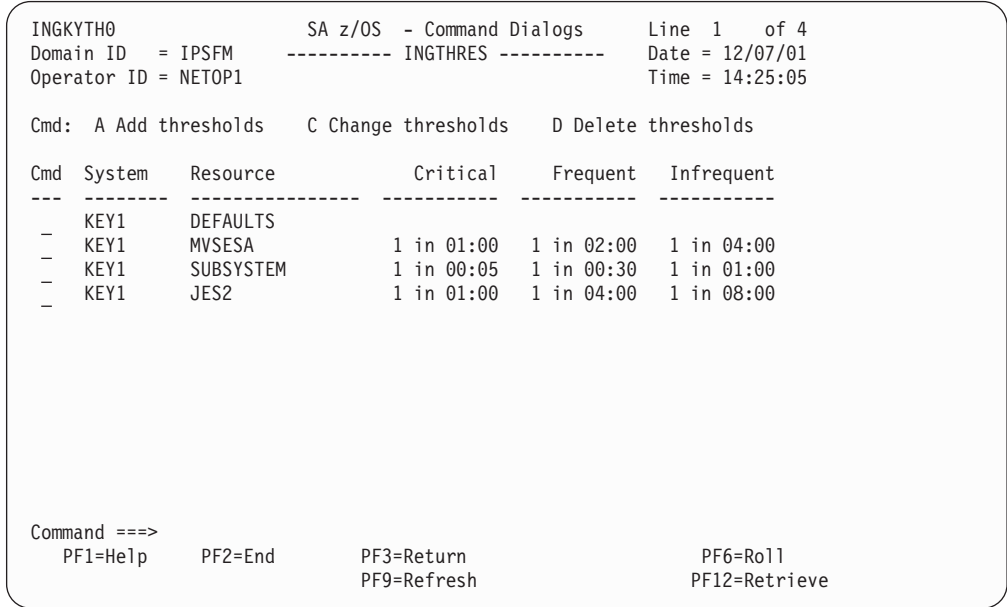 INGKYTH0 SA z/OS - Command Dialogs Line 1 of 4
Domain ID = IPSFM ---------- INGTHRES ---------- Date = 12/07/01
Operator ID = NETOP1 Time = 14:25:05
Cmd: A Add thresholds C Change thresholds D Delete thresholds
Cmd System Resource Critical Frequent Infrequent
--- -------- ---------------- ----------- ----------- -----------
_ KEY1 DEFAULTS
_ KEY1 MVSESA 1 in 01:00 1 in 02:00 1 in 04:00
_ KEY1 SUBSYSTEM 1 in 00:05 1 in 00:30 1 in 01:00
_ KEY1 JES2 1 in 01:00 1 in 04:00 1 in 08:00
Command ===>
PF1=Help PF2=End PF3=Return PF6=Roll
PF9=Refresh PF12=Retrieve